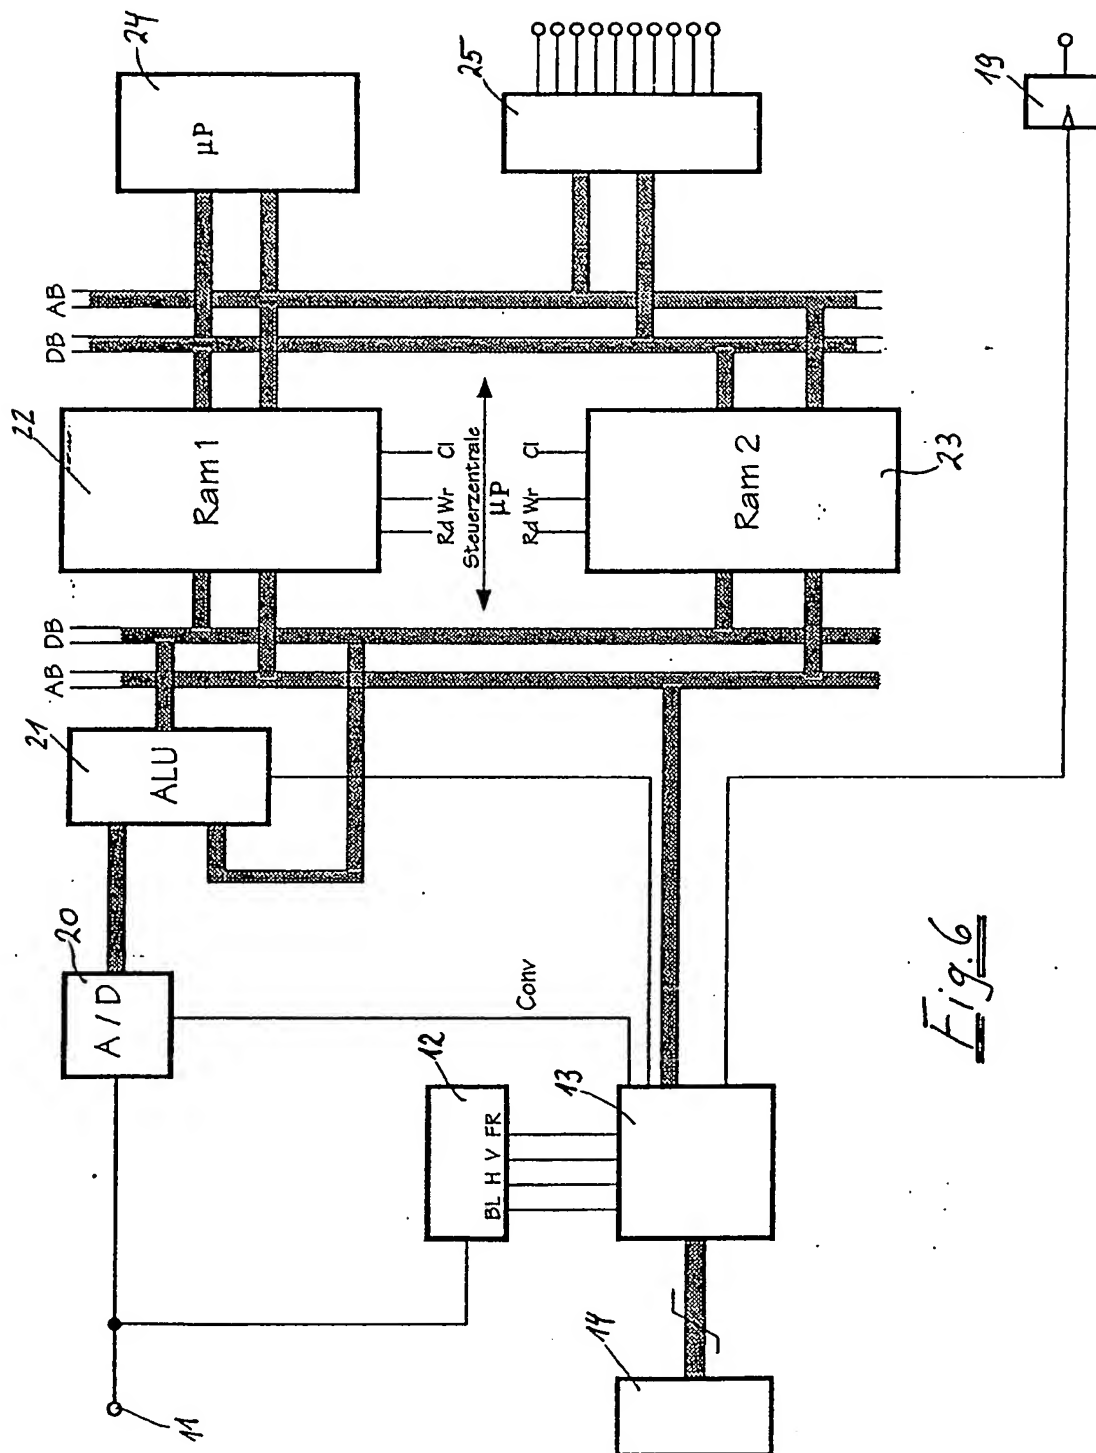 11
14
A/D
20
BL H V FR
12
13
Conv
ALU
21
AB
DB
Ram 1
22
Rd Wr Cl
Steuerzentrale
µP
Rd Wr Cl
Ram 2
23
DB
AB
µP
24
25
19
Fig. 6